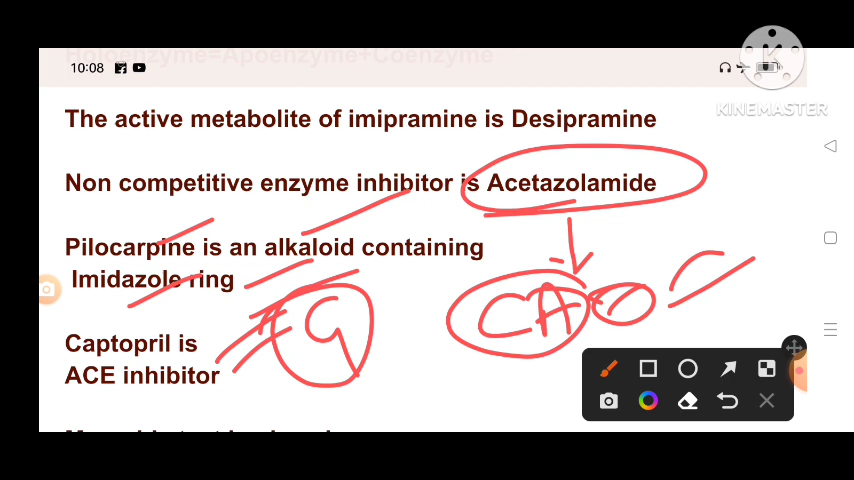 Holoenzyme=Apoenzyme+Coenzyme
10:08
KINEMASTER
The active metabolite of imipramine is Desipramine
Non competitive enzyme inhibitor is Acetazolamide
Pilocarpine is an alkaloid containing
Imidazole ring
G
CA
Captopril is
ACE inhibitor